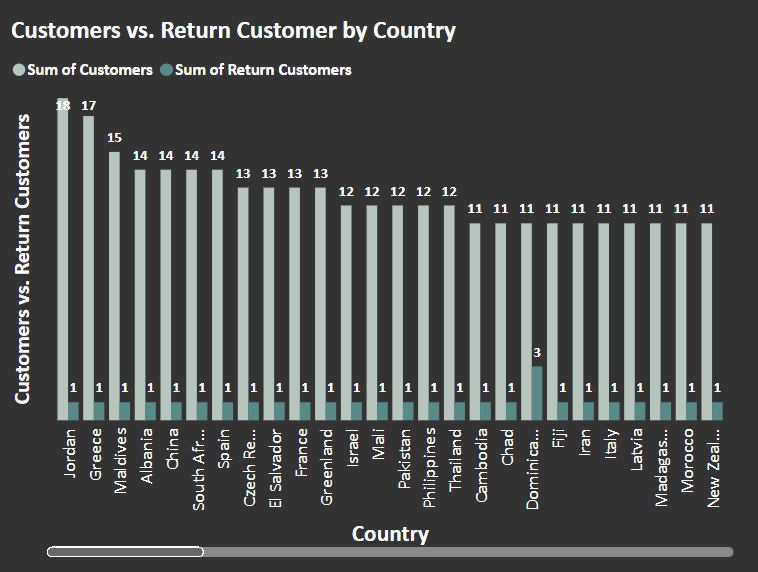 Customers vs. Return Customer by Country
Sum of Customers Sum of Return Customers
Customers vs. Return Customers
18 17 15 14 14 14 14 13 13 13 13 12 12 12 12 12 11 11 11 11 11 11 11 11 11 11
1 1 1 1 1 1 1 1 1 1 1 1 1 1 1 1 1 1 3 1 1 1 1 1 1 1
Jordan
Greece
Maldives
Albania
China
South Afr...
Spain
Czech Re...
El Salvador
France
Greenland
Israel
Mali
Pakistan
Philippines
Thailand
Cambodia
Chad
Dominica...
Fiji
Iran
Italy
Latvia
Madagas...
Morocco
New Zeal...
Country